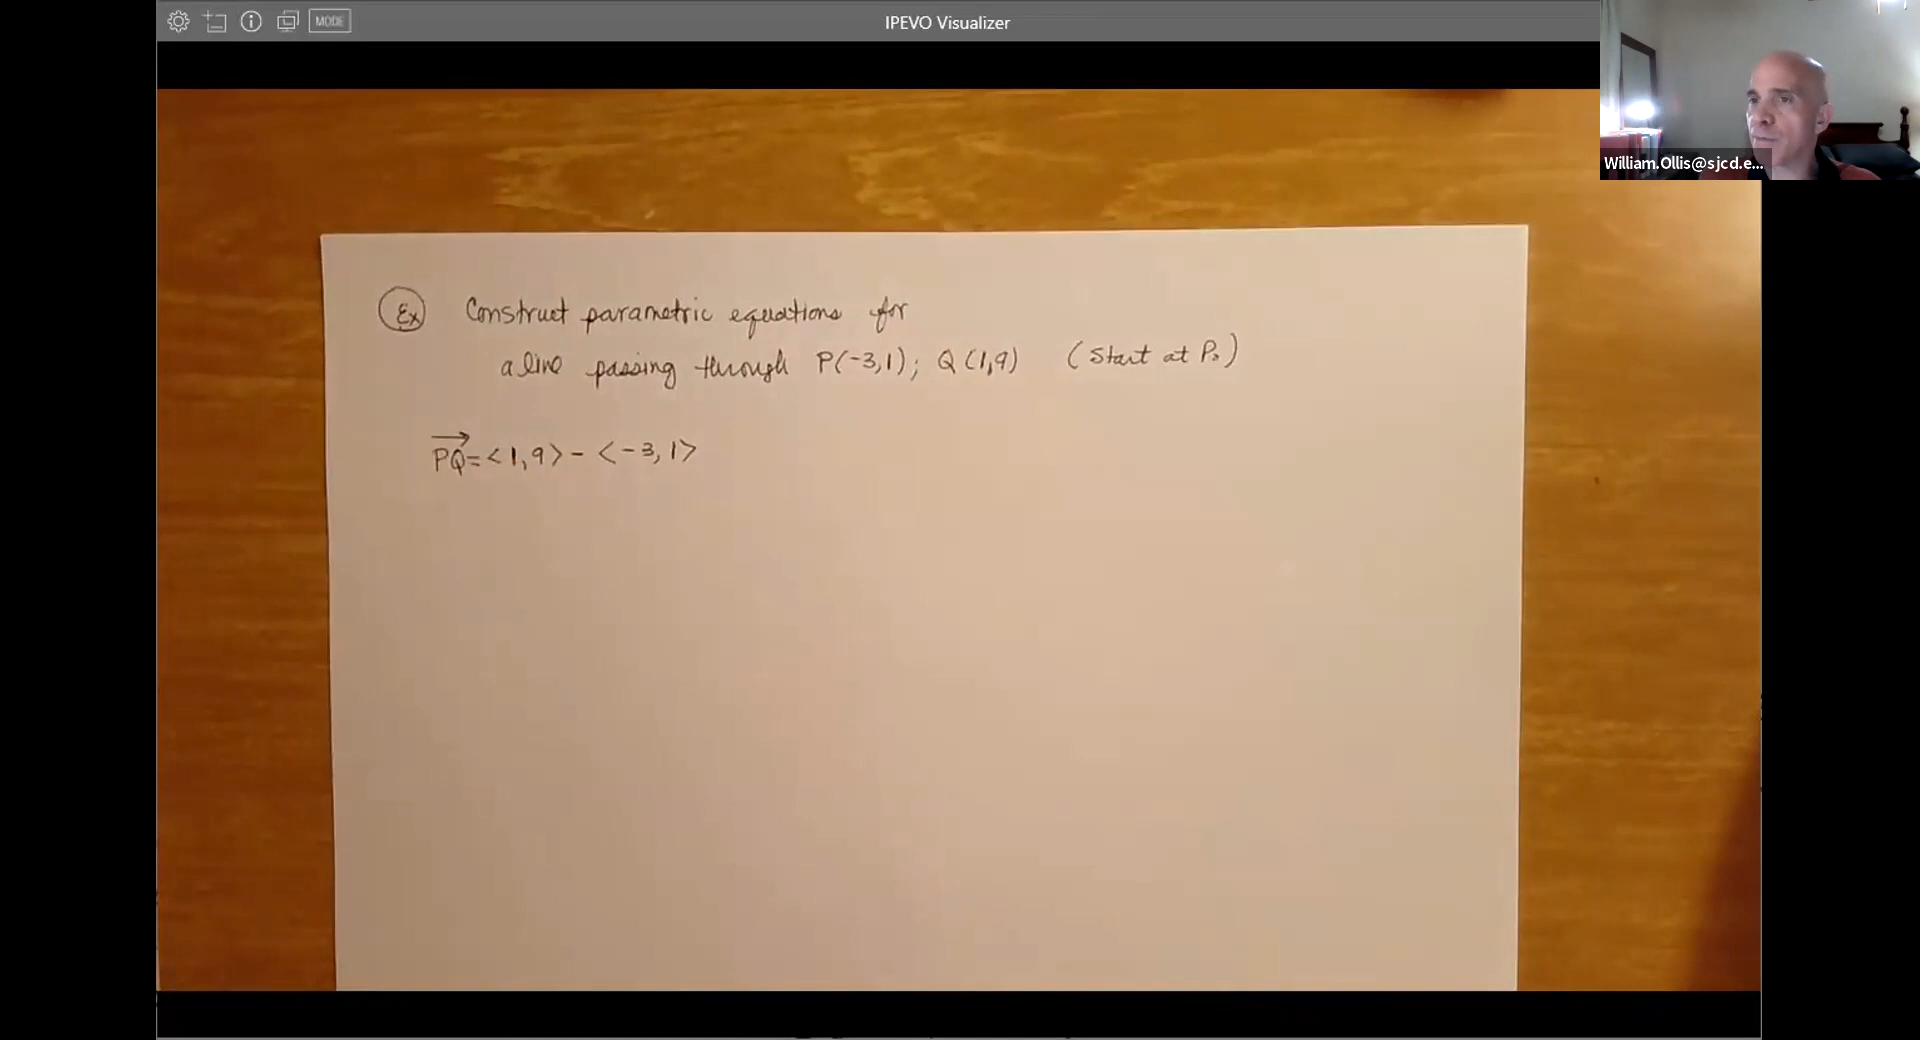 MODE
IPEVO Visualizer
William.Ollis@sjcd.e...
Ex Construct parametric equations for
a line passing through P(-3,1); Q(1,9) (Start at P.)
PQ=<1,9>-<-3,1>